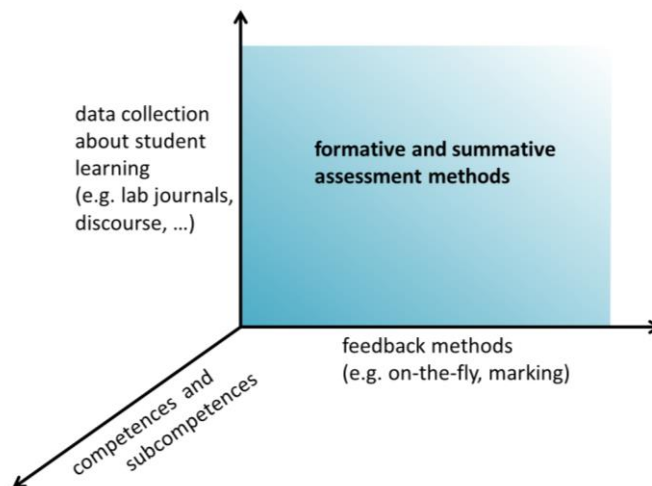 data collection
about student
learning
(e.g. lab journals,
discourse, …)
formative and summative
assessment methods
feedback methods
(e.g. on-the-fly, marking)
competences and
subcompetences